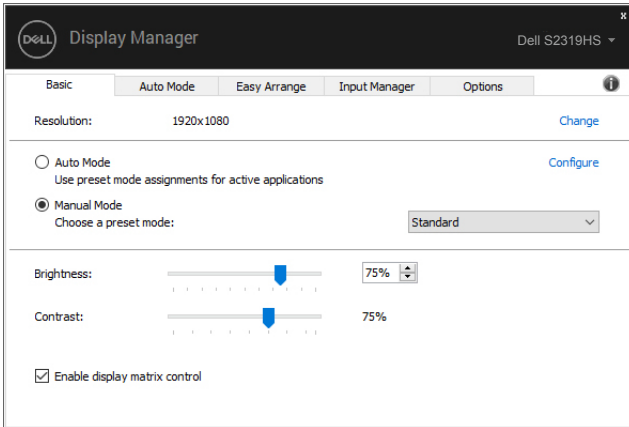 DELL Display Manager
x
Dell S2319HS
Basic Auto Mode Easy Arrange Input Manager Options i
Resolution: 1920x1080 Change
Auto Mode Configure
Use preset mode assignments for active applications
Manual Mode
Choose a preset mode: Standard
Brightness: 75%
Contrast: 75%
Enable display matrix control